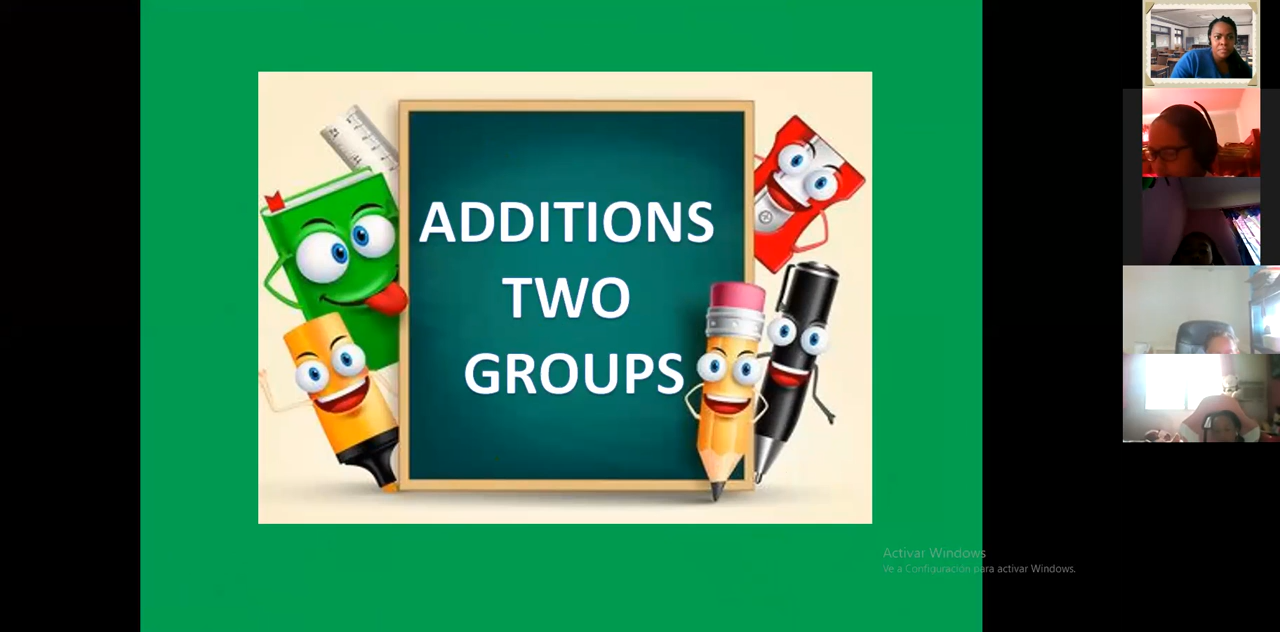 ADDITIONS
TWO
GROUPS
Activar Windows
Ve a Configuración para activar Windows.